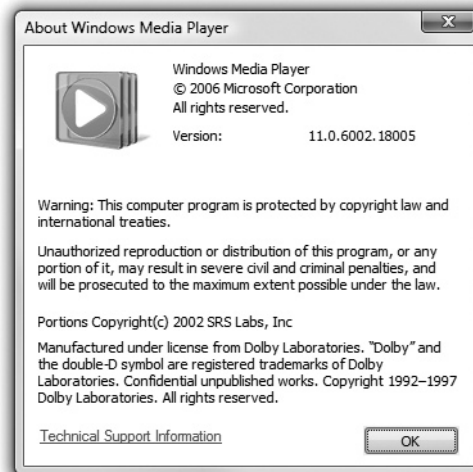 About Windows Media Player
Windows Media Player
© 2006 Microsoft Corporation
All rights reserved.
Version: 11.0.6002.18005
Warning: This computer program is protected by copyright law and
international treaties.
Unauthorized reproduction or distribution of this program, or any
portion of it, may result in severe civil and criminal penalties, and
will be prosecuted to the maximum extent possible under the law.
Portions Copyright(c) 2002 SRS Labs, Inc
Manufactured under license from Dolby Laboratories. “Dolby” and
the double-D symbol are registered trademarks of Dolby
Laboratories. Confidential unpublished works. Copyright 1992–1997
Dolby Laboratories. All rights reserved.
Technical Support Information
OK